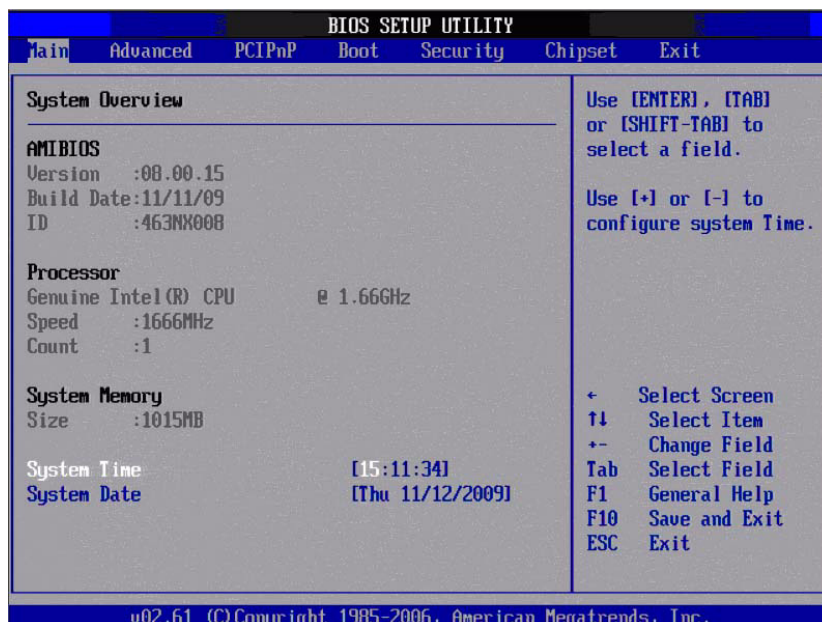 BIOS SETUP UTILITY
Main Advanced PCIPnP Boot Security Chipset Exit
System Overview
AMIBIOS
Version :08.00.15
Build Date:11/11/09
ID :463NX008
Processor
Genuine Intel(R) CPU @ 1.66GHz
Speed :1666MHz
Count :1
System Memory
Size :1015MB
System Time [15:11:34]
System Date [Thu 11/12/2009]
Use [ENTER], [TAB]
or [SHIFT-TAB] to
select a field.
Use [+] or [-] to
configure system Time.
← Select Screen
↑↓ Select Item
+- Change Field
Tab Select Field
F1 General Help
F10 Save and Exit
ESC Exit
v02.61 (C)Copyright 1985-2006, American Megatrends, Inc.